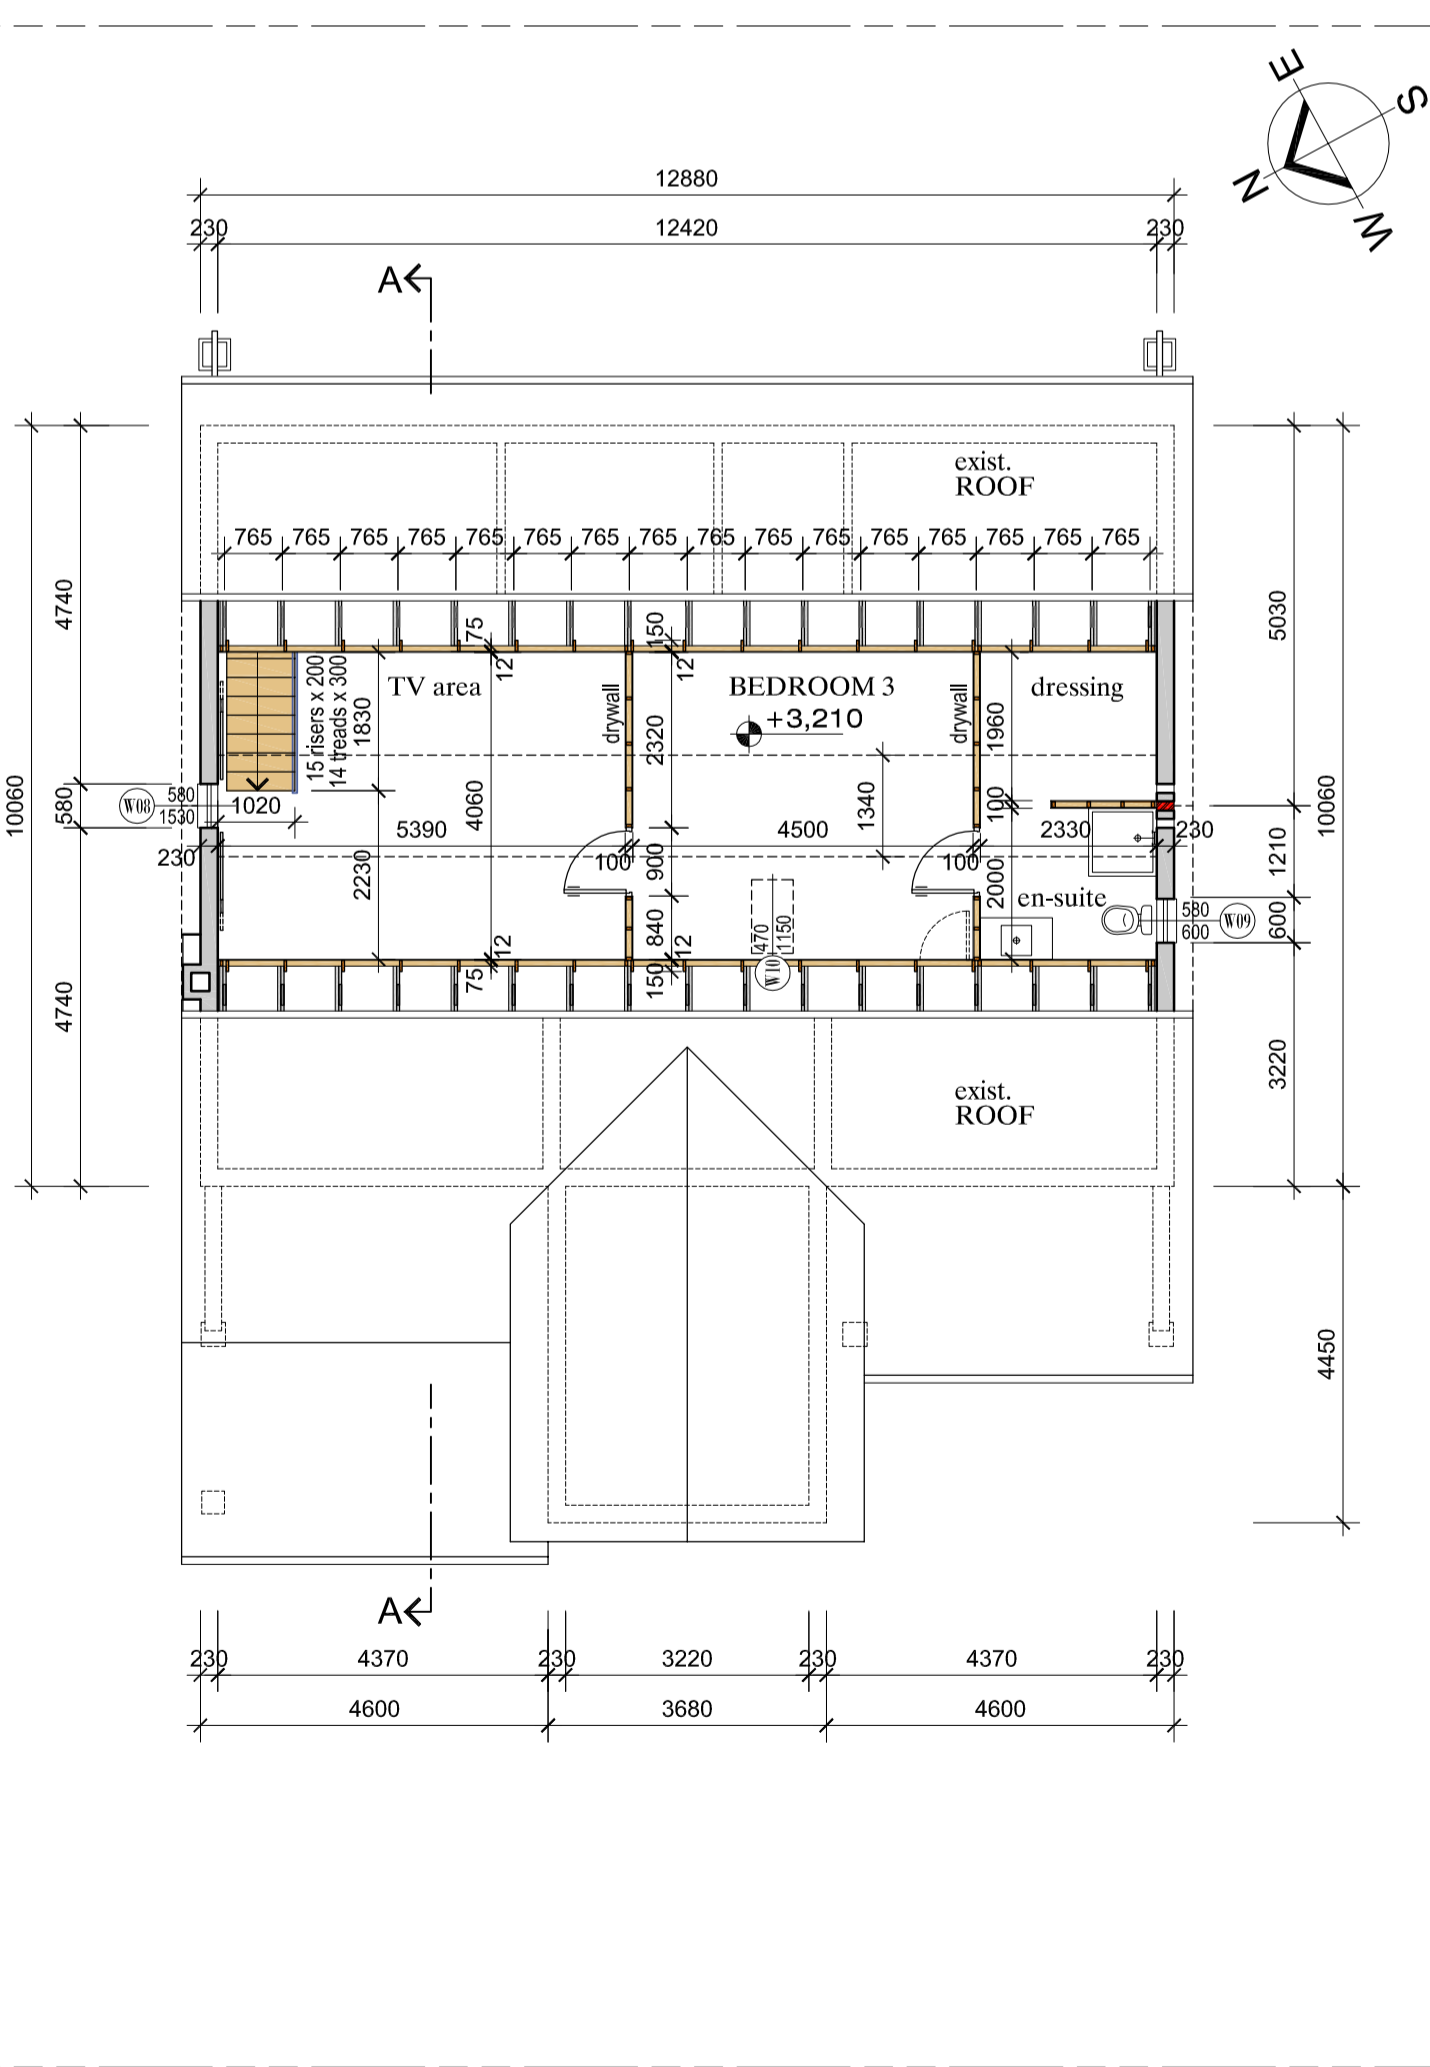 E
S
N
W
12880
230
12420
230
A
exist.
ROOF
765 765 765 765 765 765 765 765 765 765 765 765 765 765 765 765
10060
4740
580
4740
W08
580
1530
230
15 risers x 200
14 treads x 300
1830
1020
2230
5390
TV area
75
12
4060
12
75
drywall
100
150
12
2320
900
840
12
150
BEDROOM 3
+3,210
4500
1340
470
1150
W10
drywall
100
dressing
1960
100
2330
230
2000
en-suite
580
600
W09
5030
1210
600
3220
10060
4450
exist.
ROOF
A
230
4370
230
3220
230
4370
230
4600
3680
4600